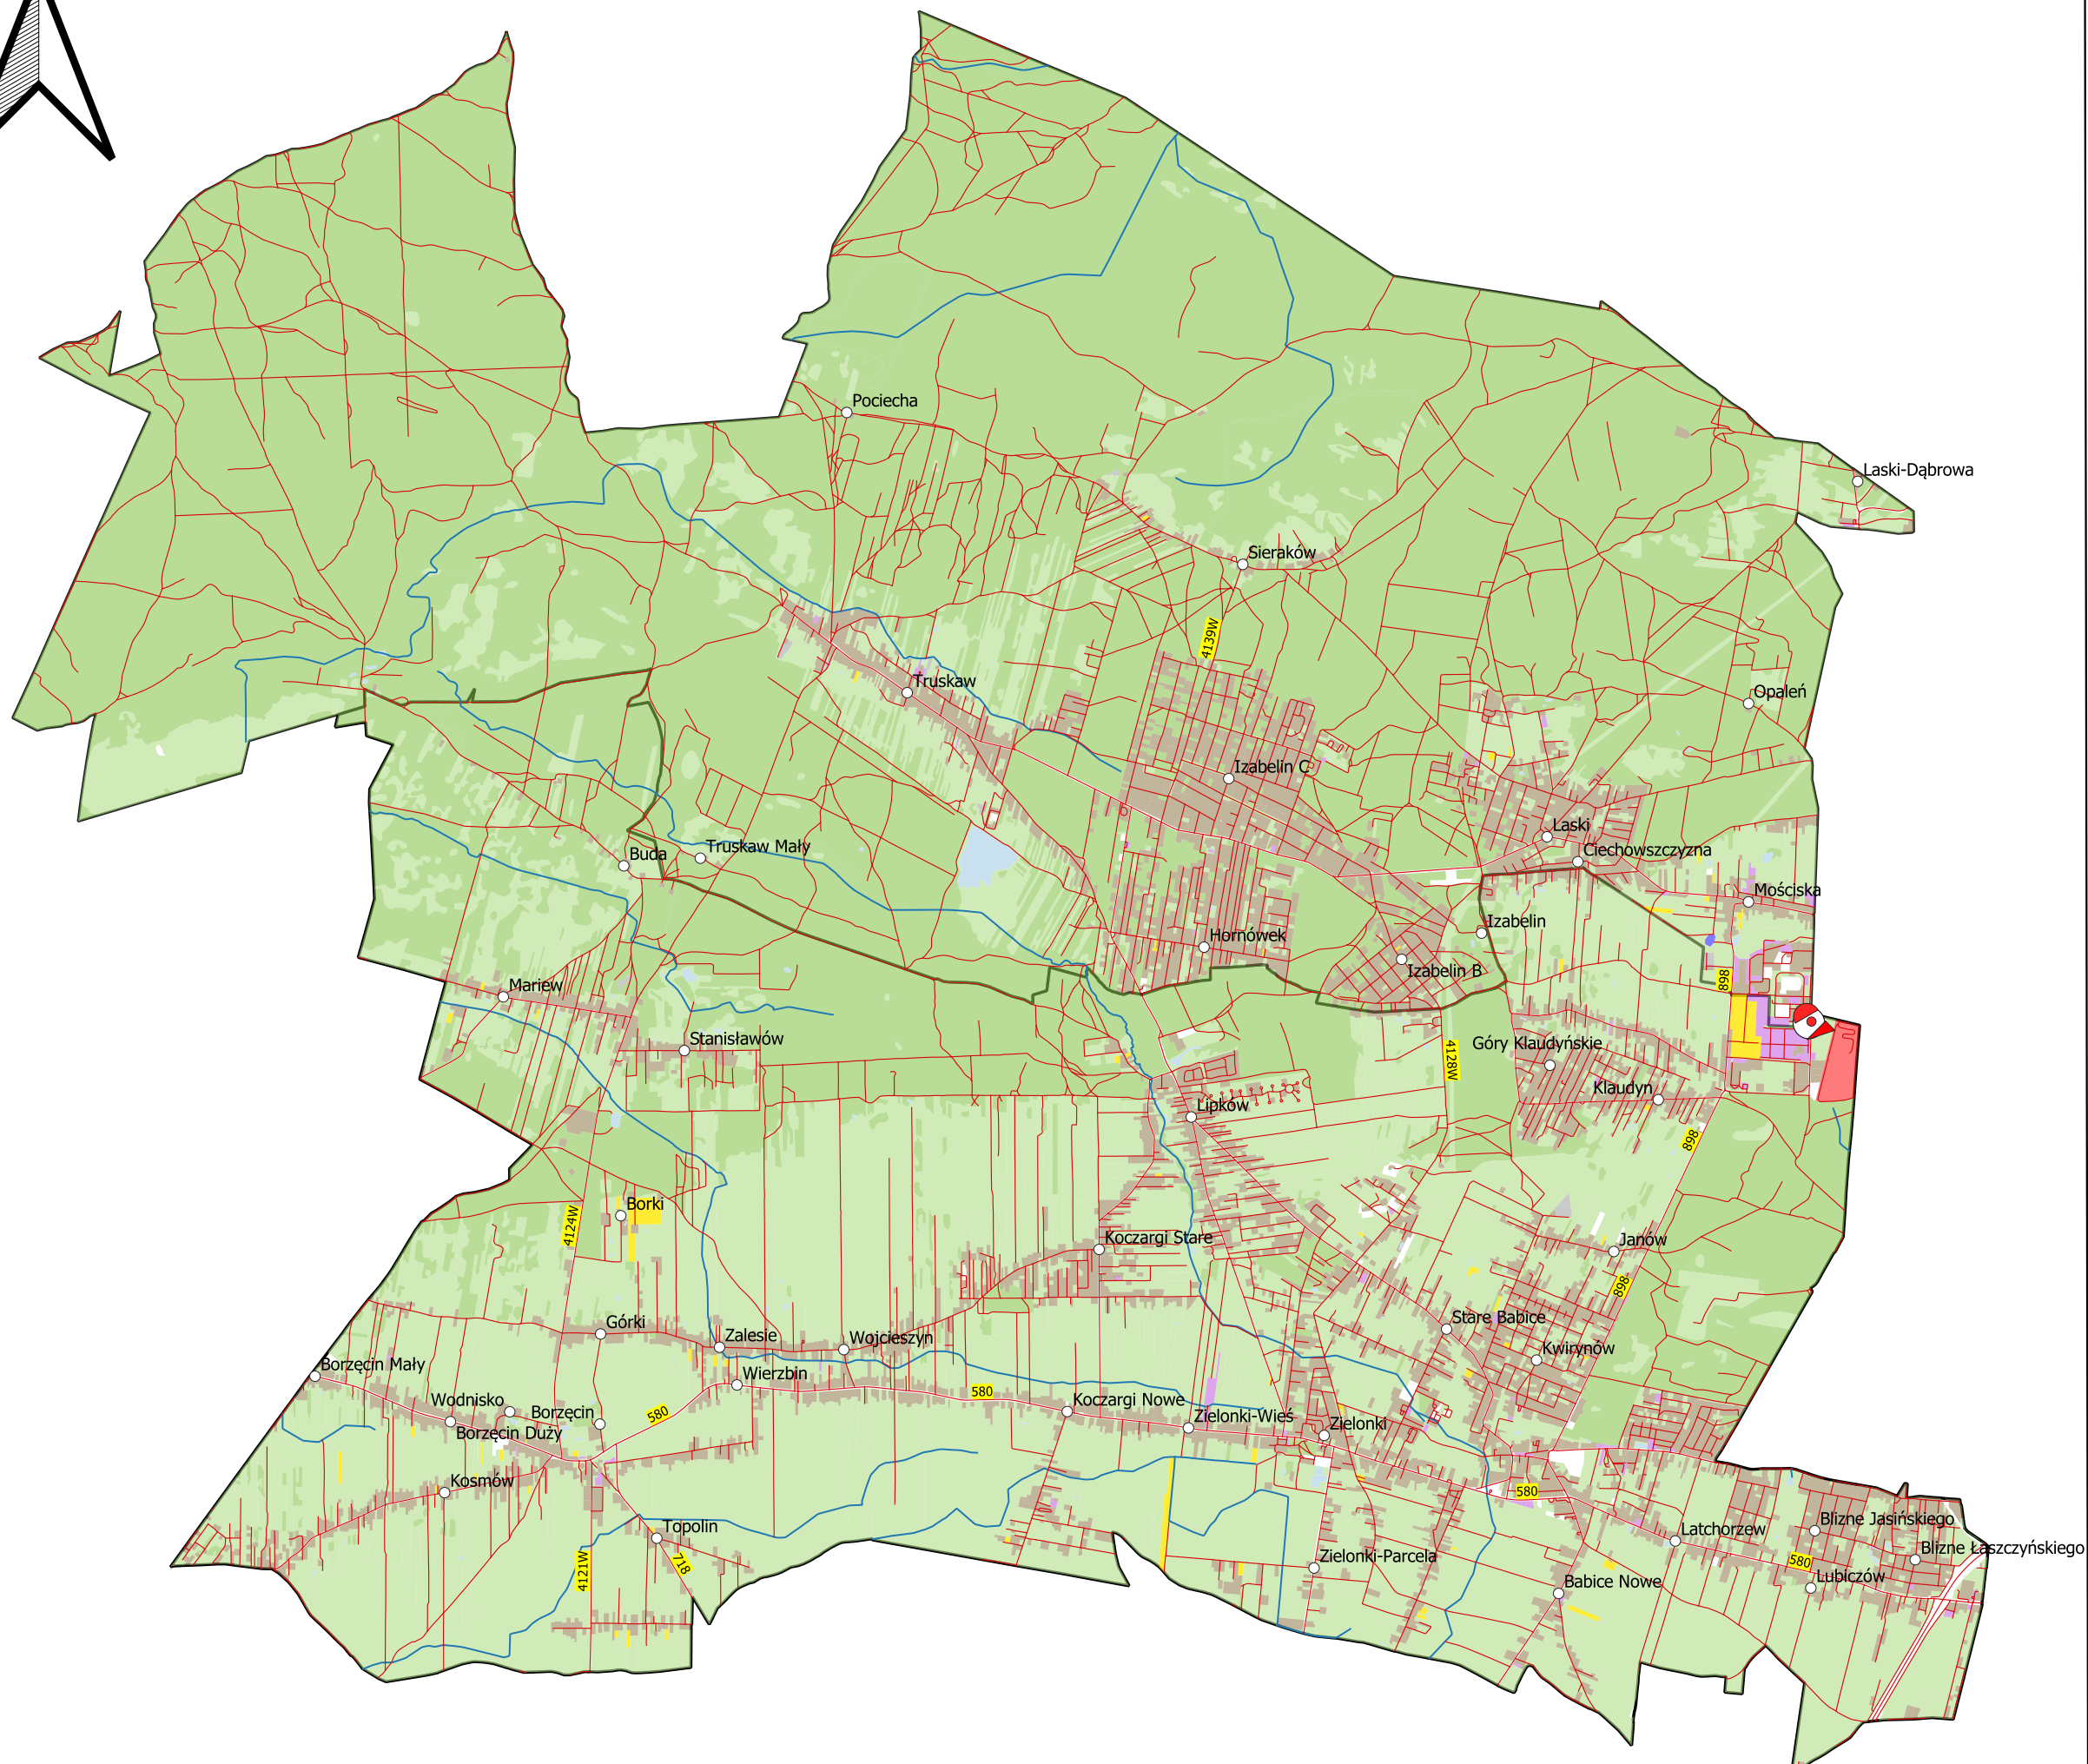 Pociecha
Laski-Dąbrowa
Sieraków
4139W
Truskaw
Opaleń
Izabelin C
Laski
Truskaw Mały
Ciechowszczyzna
Buda
Mościska
Izabelin
Hornówek
Izabelin B
898
Mariew
Stanisławów
Góry Klaudyńskie
4128W
Klaudyn
Lipków
898
Borki
4124W
Koczargi Stare
Janów
898
Górki
Zalesie
Wojcieszyn
Stare Babice
Kwirynów
Borzęcin Mały
Wierzbin
580
Wodnisko
Borzęcin
580
Koczargi Nowe
Zielonki-Wieś
Zielonki
Borzęcin Duży
Kosmów
580
Topolin
Latchorzew
Blizne Jasińskiego
Blizne Łaszczyńskiego
4121W
718
Zielonki-Parcela
580
Babice Nowe
Lubiczów